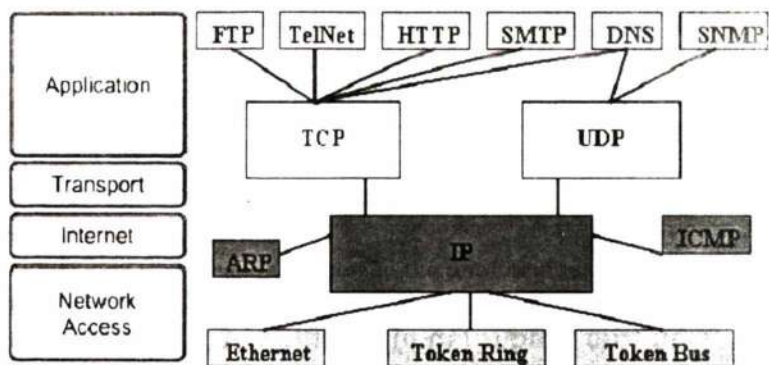 FTP TelNet HTTP SMTP DNS SNMP
Application
TCP UDP
Transport
Internet
ARP IP ICMP
Network
Access
Ethernet Token Ring Token Bus